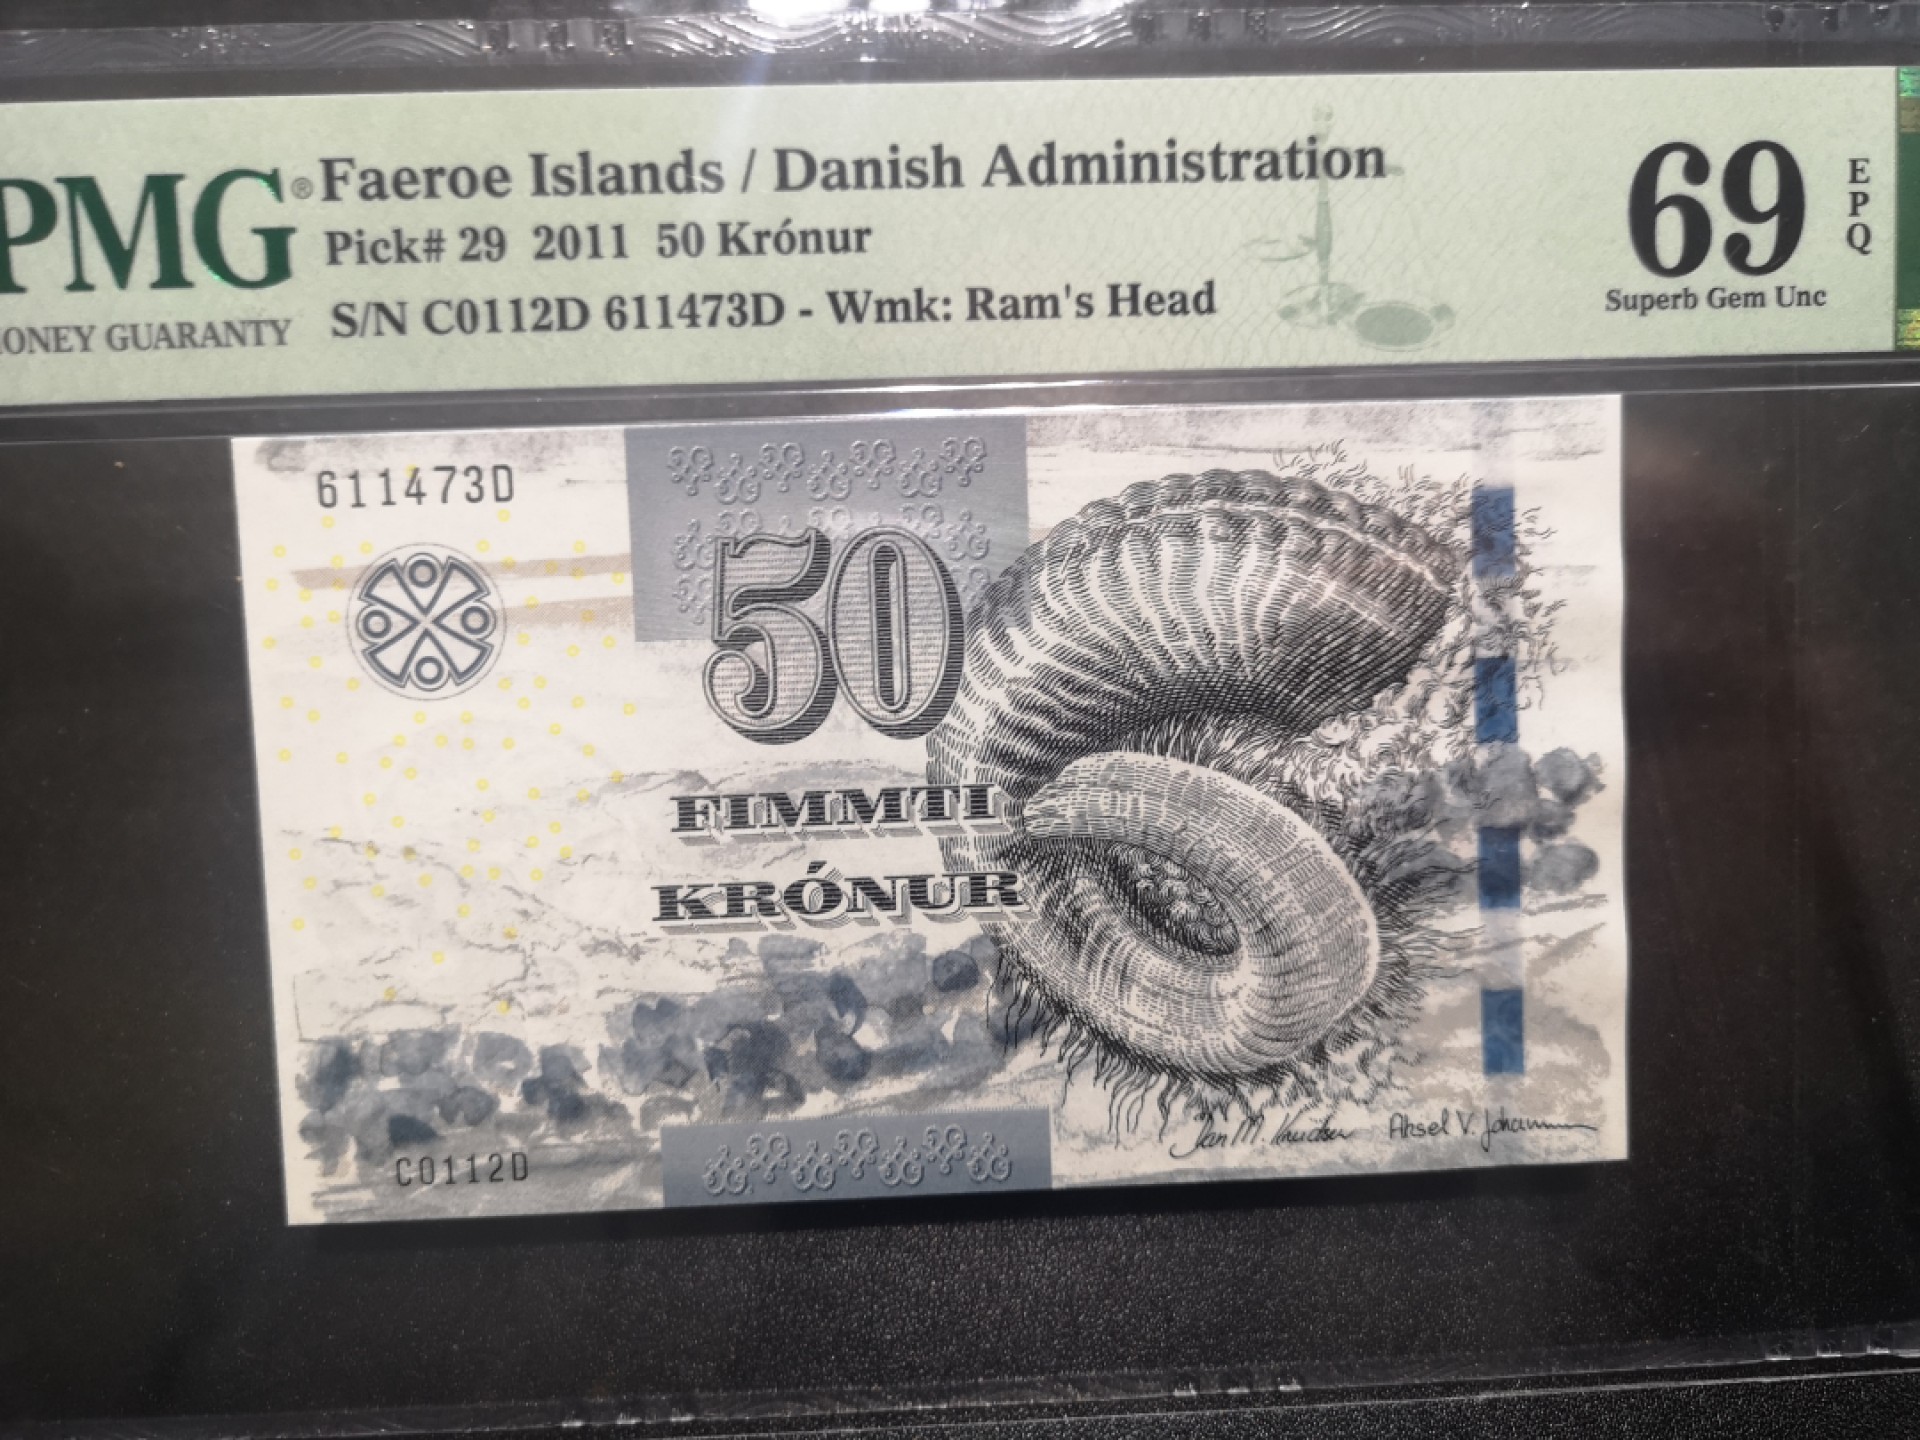 PMG® Faeroe Islands / Danish Administration
Pick# 29 2011 50 Krónur
S/N C0112D 611473D - Wmk: Ram's Head
MONEY GUARANTY
69
EPQ
Superb Gem Unc
611473D
50
FIMMTI
KRÓNUR
C0112D